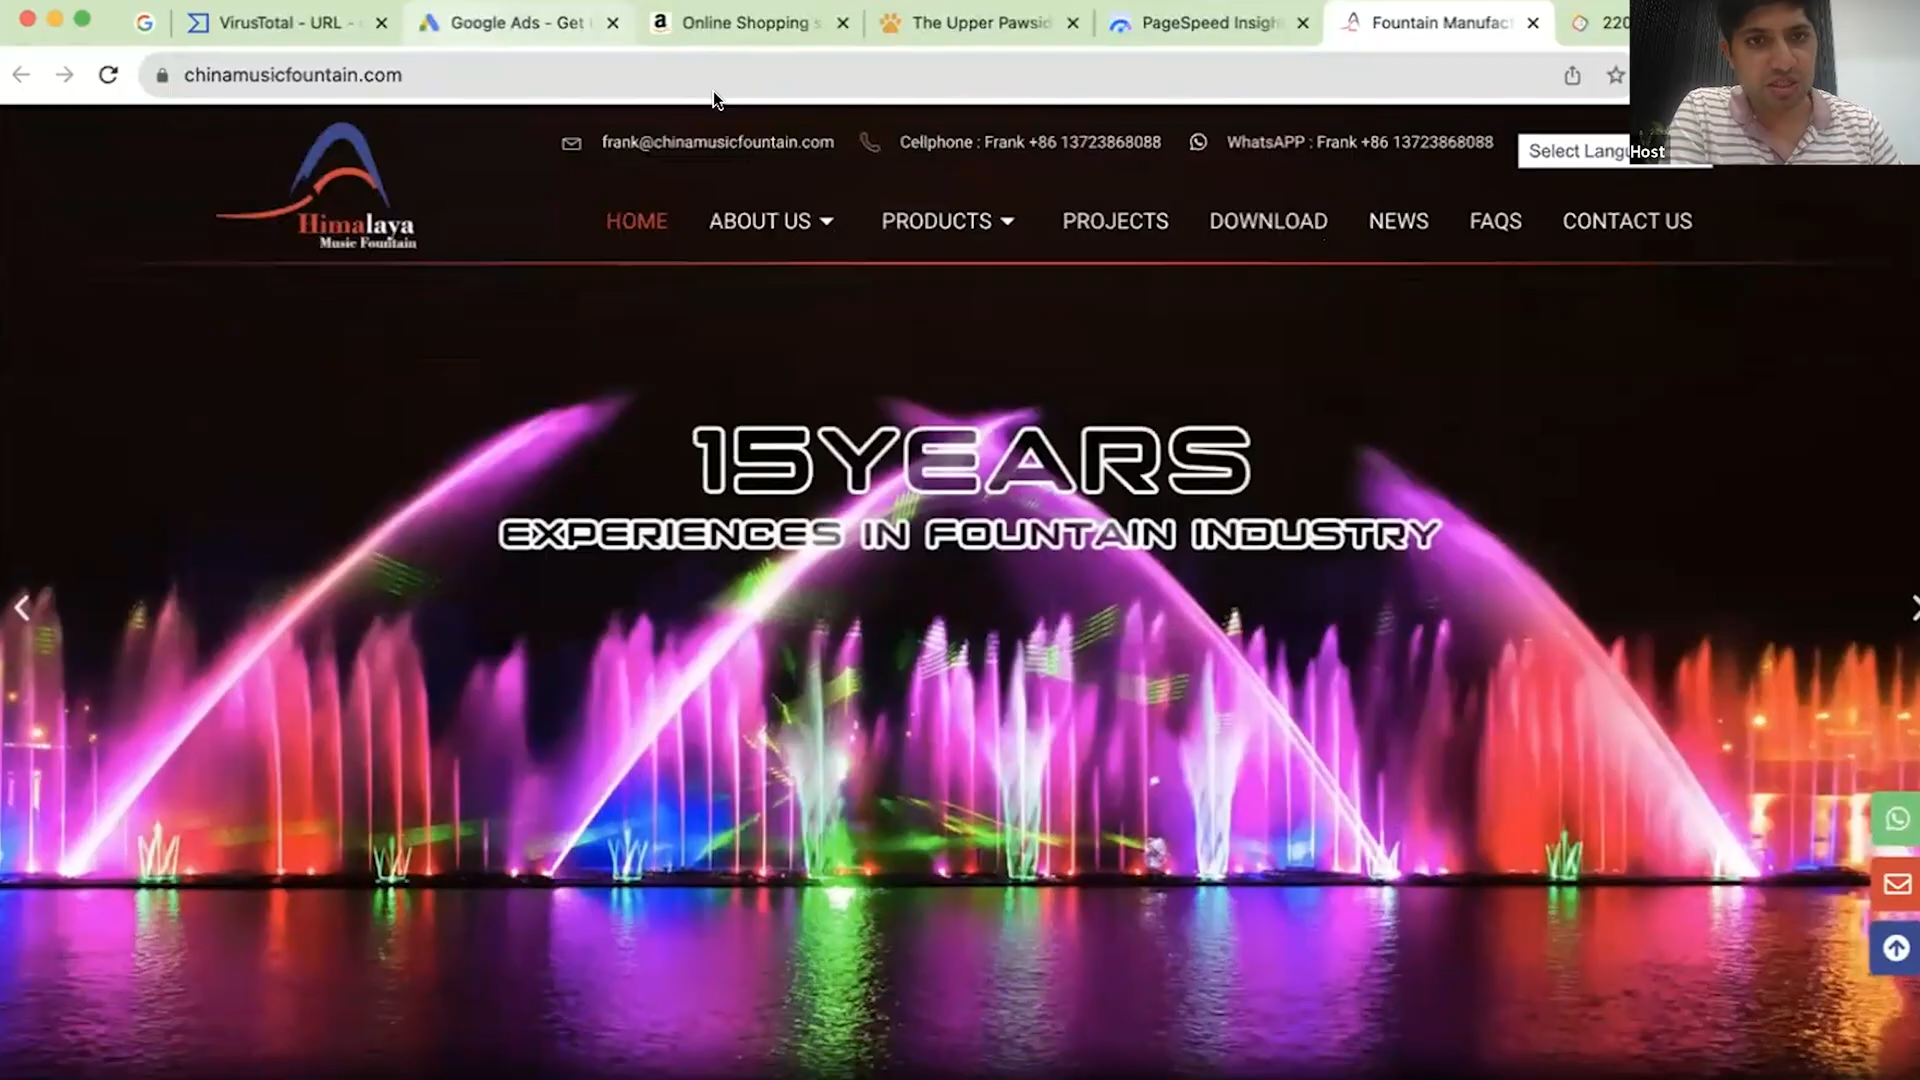 VirusTotal - URL - Google Ads - Get Online Shopping s The Upper Pawsid PageSpeed Insigh Fountain Manufac 220
chinamusicfountain.com
frank@chinamusicfountain.com Cellphone : Frank +86 13723868088 WhatsAPP : Frank +86 13723868088 Select Langu
Host
Himalaya
Music Fountain
HOME ABOUT US PRODUCTS PROJECTS DOWNLOAD NEWS FAQS CONTACT US
15YEARS
EXPERIENCES IN FOUNTAIN INDUSTRY